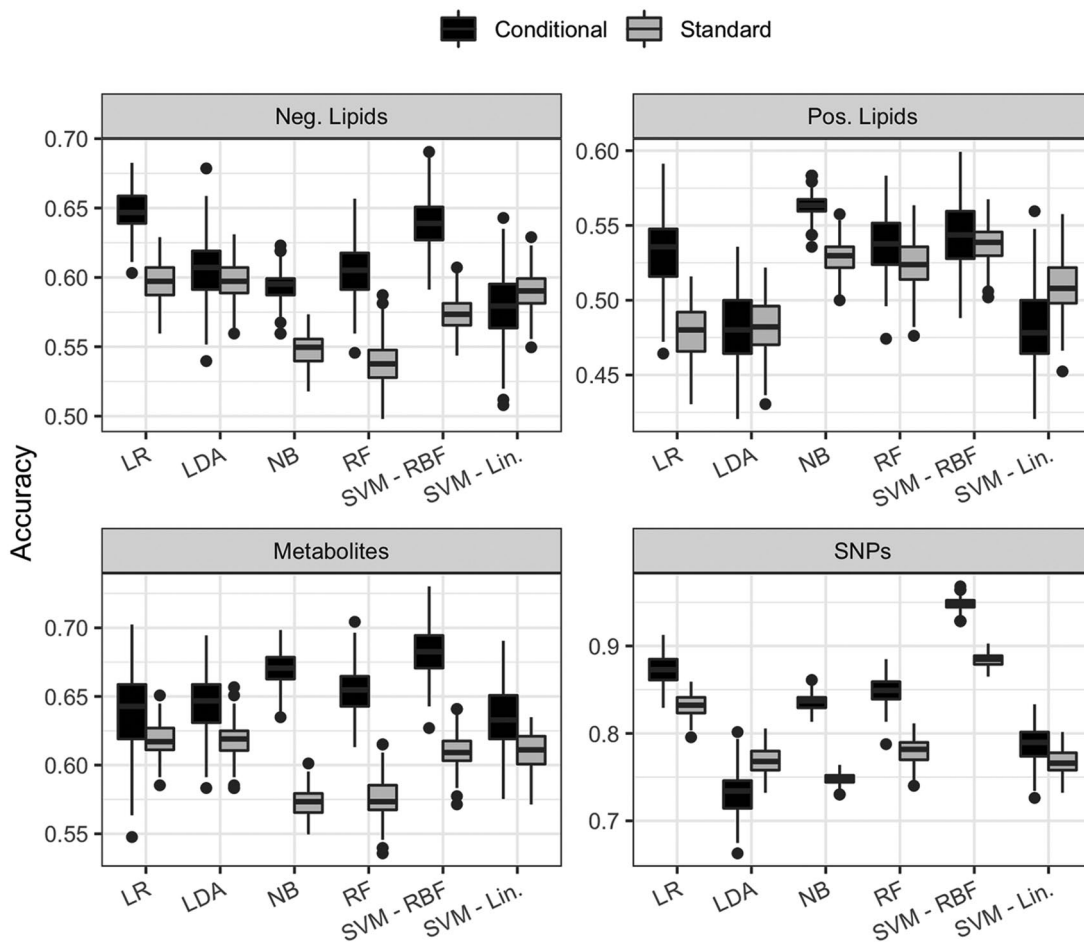 Conditional Standard
Neg. Lipids
0.70
0.65
0.60
0.55
0.50
LR LDA NB RF SVM - RBF SVM - Lin.
Pos. Lipids
0.60
0.55
0.50
0.45
LR LDA NB RF SVM - RBF SVM - Lin.
Accuracy
Metabolites
0.70
0.65
0.60
0.55
LR LDA NB RF SVM - RBF SVM - Lin.
SNPs
0.9
0.8
0.7
LR LDA NB RF SVM - RBF SVM - Lin.